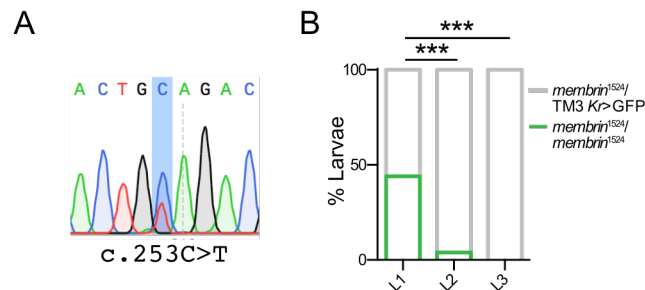 A
A C T G C A G A C
c.253C>T
B
***
***
100
50
0
% Larvae
L1
L2
L3
membrin¹⁵²⁴/
TM3 Kr>GFP
membrin¹⁵²⁴/
membrin¹⁵²⁴